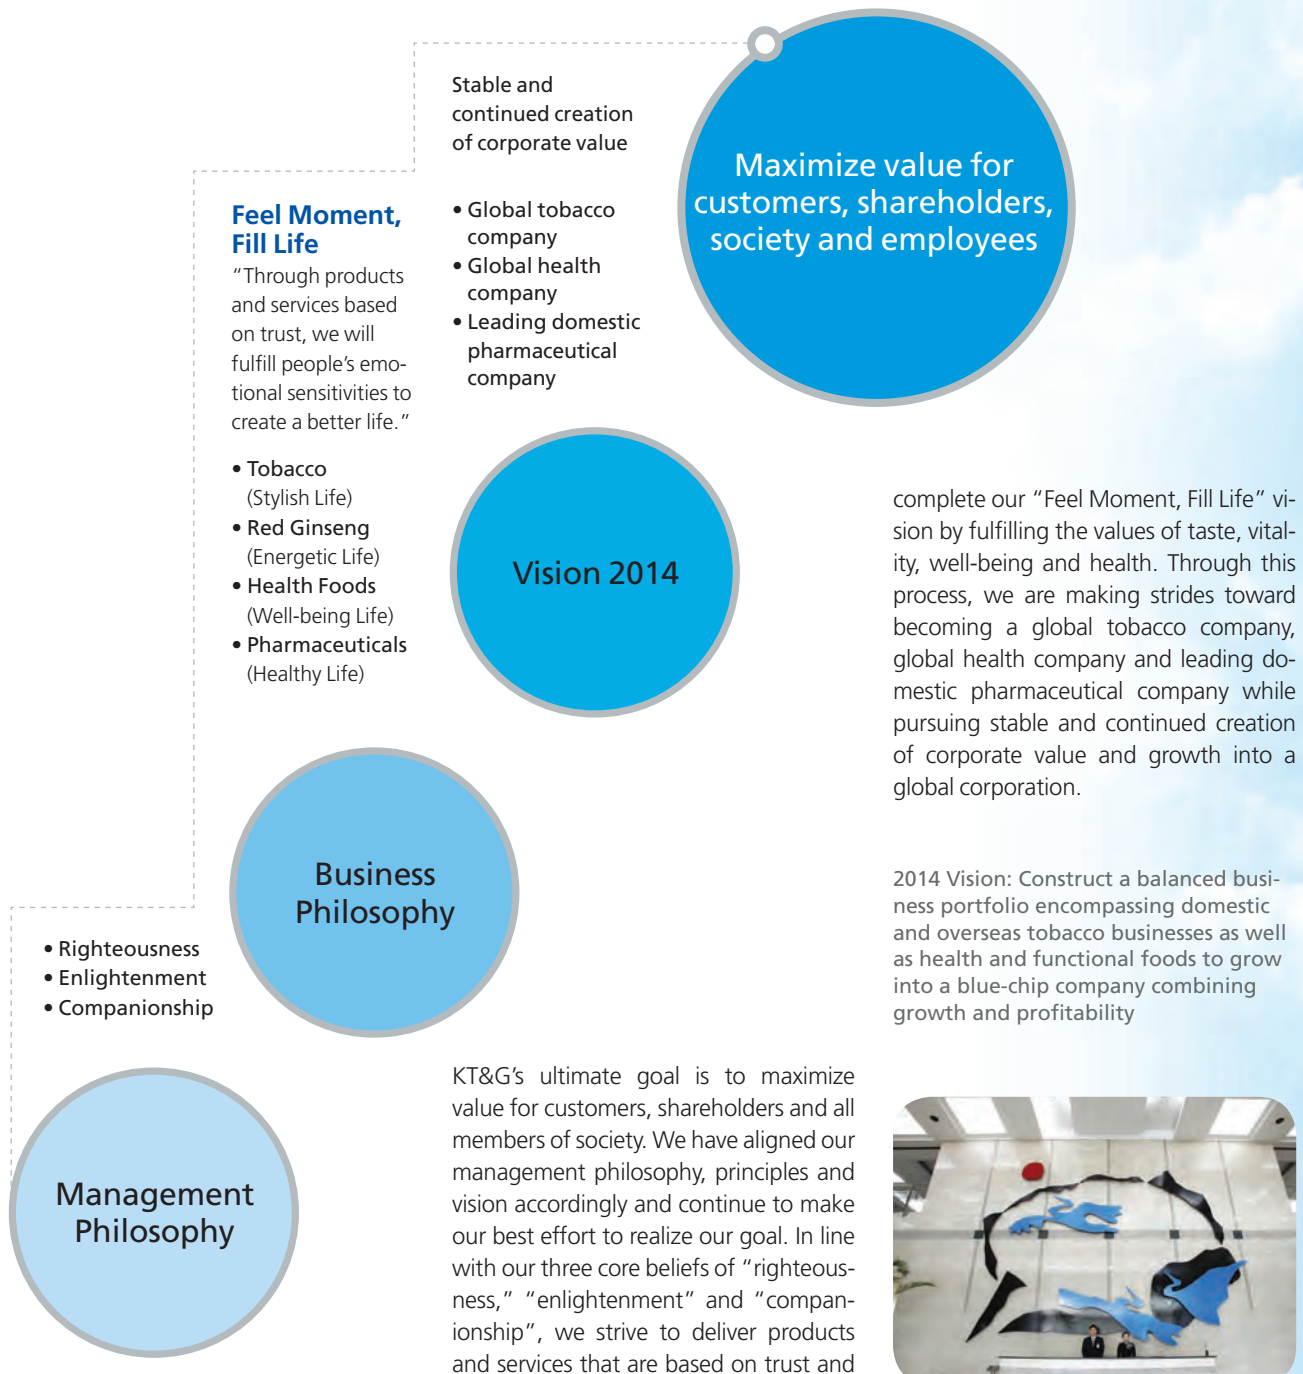 Stable and
continued creation
of corporate value
• Global tobacco
company
• Global health
company
• Leading domestic
pharmaceutical
company
Maximize value for
customers, shareholders,
society and employees
Feel Moment,
Fill Life
“Through products
and services based
on trust, we will
fulfill people’s emo-
tional sensitivities to
create a better life.”
• Tobacco
(Stylish Life)
• Red Ginseng
(Energetic Life)
• Health Foods
(Well-being Life)
• Pharmaceuticals
(Healthy Life)
Vision 2014
Business
Philosophy
• Righteousness
• Enlightenment
• Companionship
Management
Philosophy
KT&G’s ultimate goal is to maximize
value for customers, shareholders and all
members of society. We have aligned our
management philosophy, principles and
vision accordingly and continue to make
our best effort to realize our goal. In line
with our three core beliefs of “righteous-
ness,” “enlightenment” and “compan-
ionship”, we strive to deliver products
and services that are based on trust and
complete our “Feel Moment, Fill Life” vi-
sion by fulfilling the values of taste, vital-
ity, well-being and health. Through this
process, we are making strides toward
becoming a global tobacco company,
global health company and leading do-
mestic pharmaceutical company while
pursuing stable and continued creation
of corporate value and growth into a
global corporation.
2014 Vision: Construct a balanced busi-
ness portfolio encompassing domestic
and overseas tobacco businesses as well
as health and functional foods to grow
into a blue-chip company combining
growth and profitability